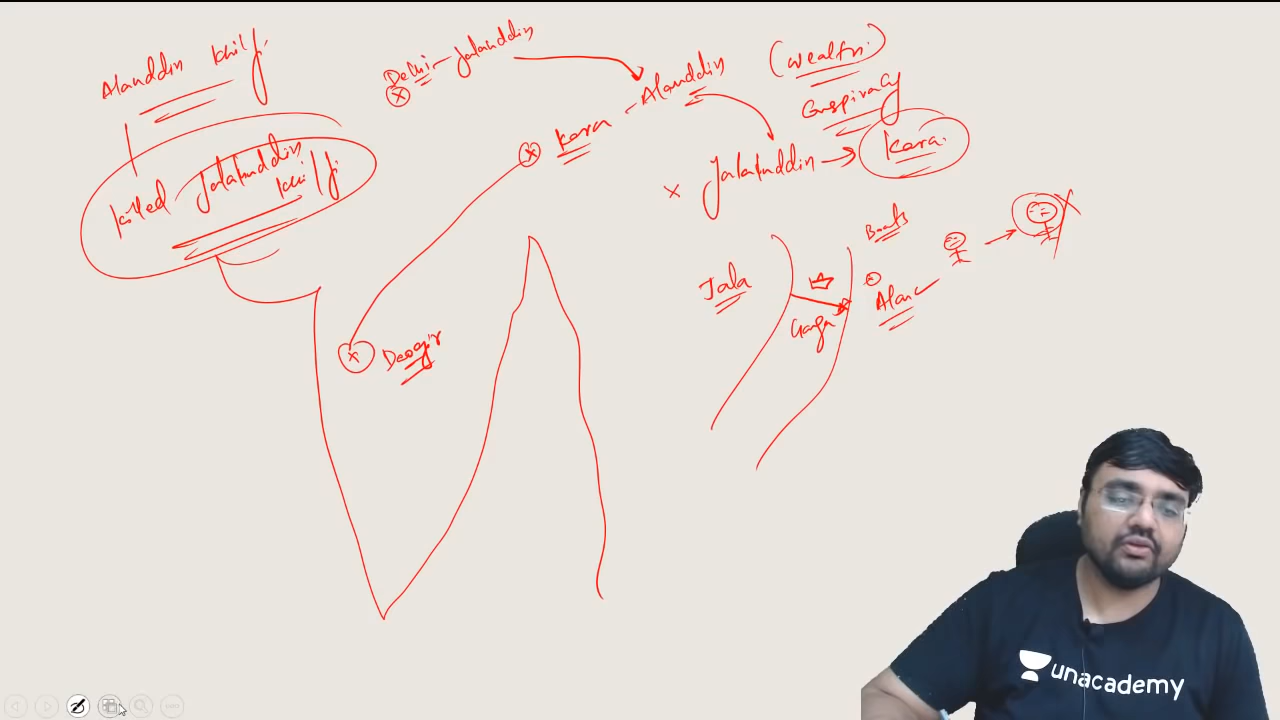 Alauddin Khilji
killed Jalaluddin
Khilji
Delhi - Jalaluddin
Kara - Alauddin
(wealth)
Conspiracy
Jalaluddin → Kara.
x
Deogir
Jala
Ganga
Boats
Alau
unacademy